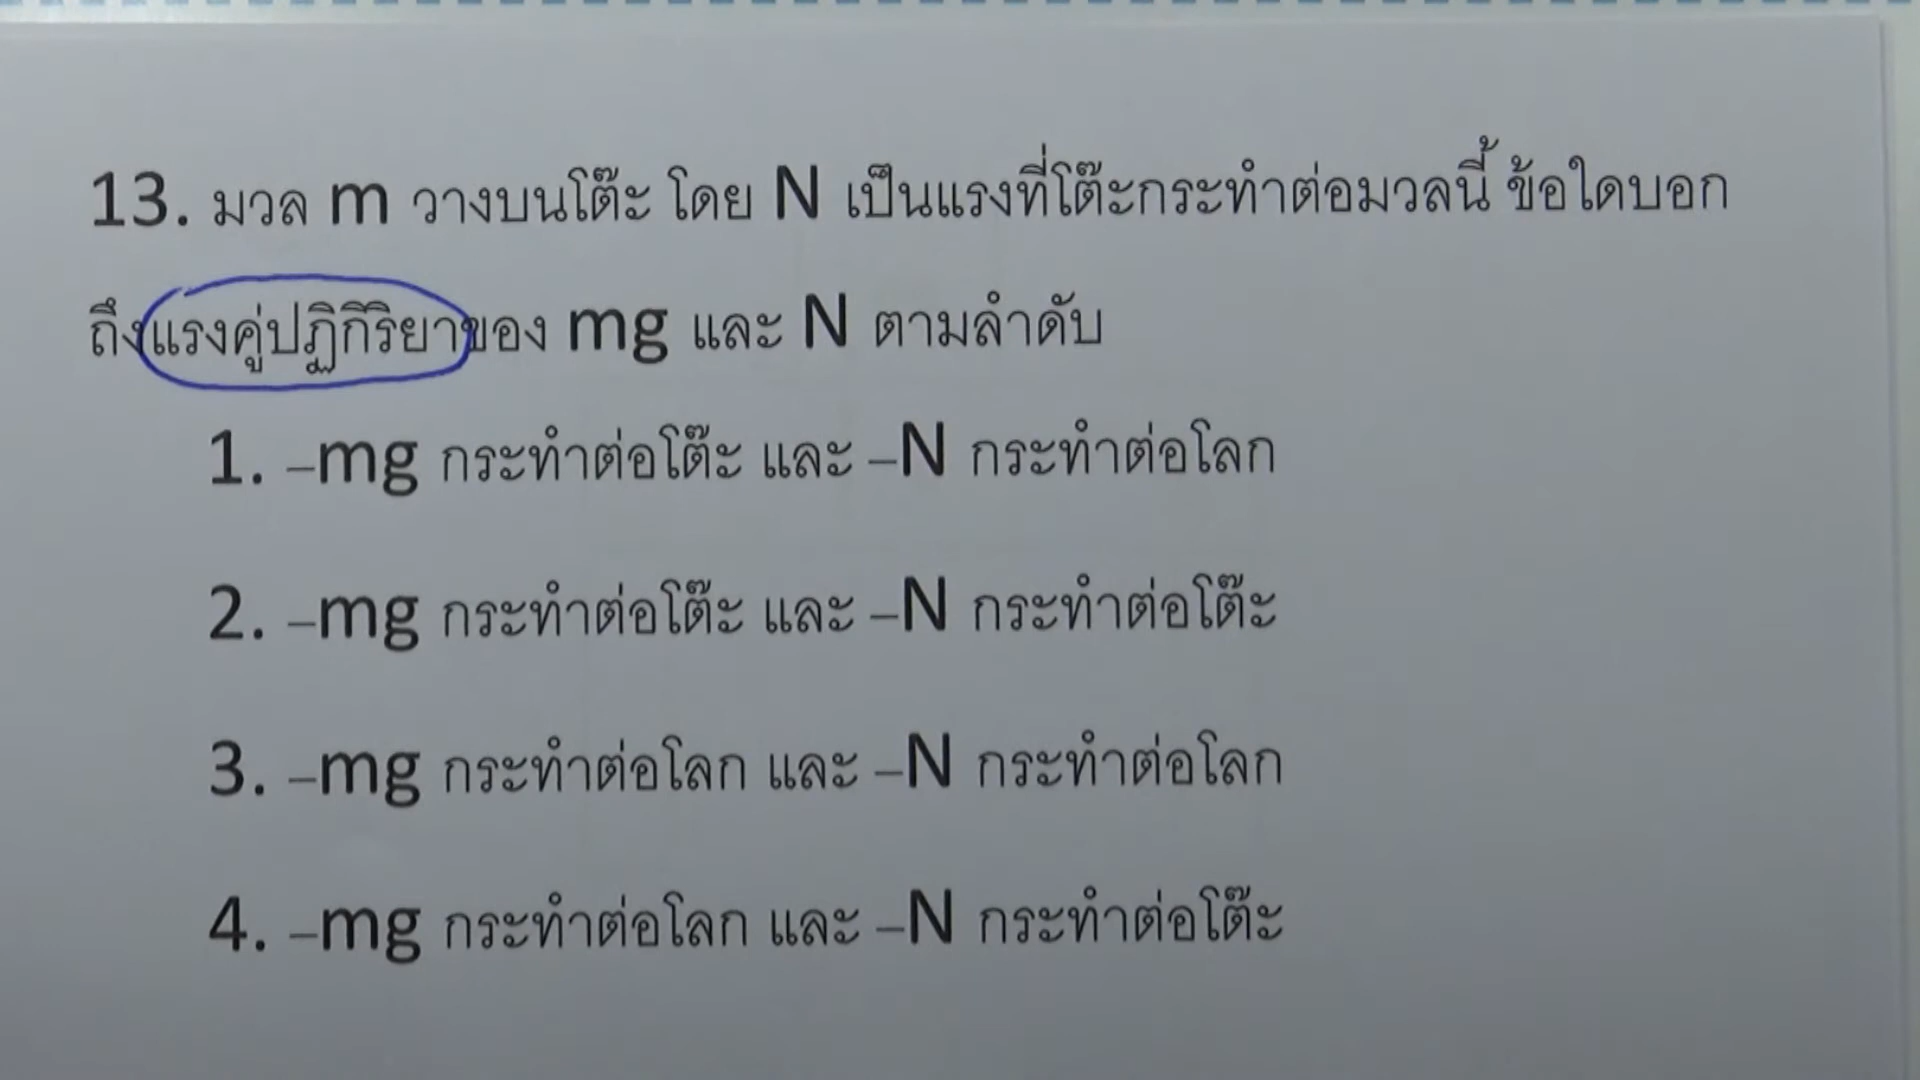 13. มวล m วางบนโต๊ะ โดย N เป็นแรงที่โต๊ะกระทำต่อมวลนี้ ข้อใดบอก
ถึงแรงคู่ปฏิกิริยาของ mg และ N ตามลำดับ
1. –mg กระทำต่อโต๊ะ และ –N กระทำต่อโลก
2. –mg กระทำต่อโต๊ะ และ –N กระทำต่อโต๊ะ
3. –mg กระทำต่อโลก และ –N กระทำต่อโลก
4. –mg กระทำต่อโลก และ –N กระทำต่อโต๊ะ